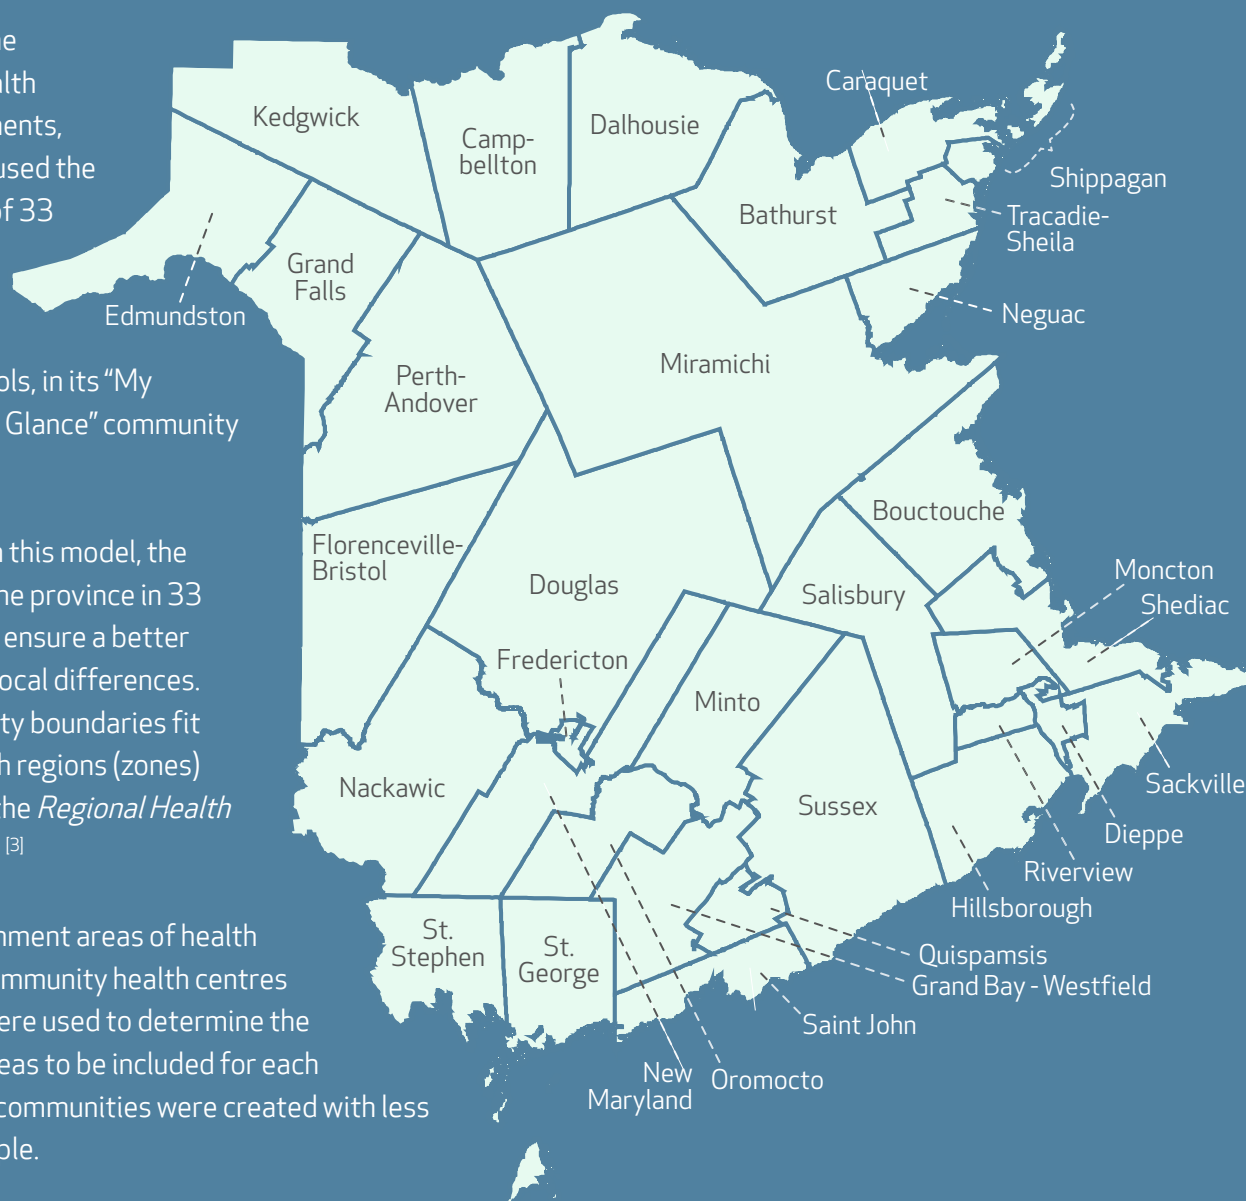 alth
nents,
used the
of 33
ols, in its “My
Glance” community
this model, the
he province in 33
ensure a better
ocal differences.
ty boundaries fit
h regions (zones)
the Regional Health
[3]
nment areas of health
mmunity health centres
ere used to determine the
eas to be included for each
communities were created with less
ble.
Kedgwick
Camp-
bellton
Dalhousie
Caraquet
Shippagan
Bathurst
Tracadie-
Sheila
Edmundston
Grand
Falls
Neguac
Perth-
Andover
Miramichi
Florenceville-
Bristol
Douglas
Bouctouche
Salisbury
Moncton
Shediac
Fredericton
Minto
Nackawic
Sussex
Sackville
Dieppe
Riverview
Hillsborough
St.
Stephen
St.
George
Quispamsis
Grand Bay - Westfield
Saint John
New
Maryland
Oromocto